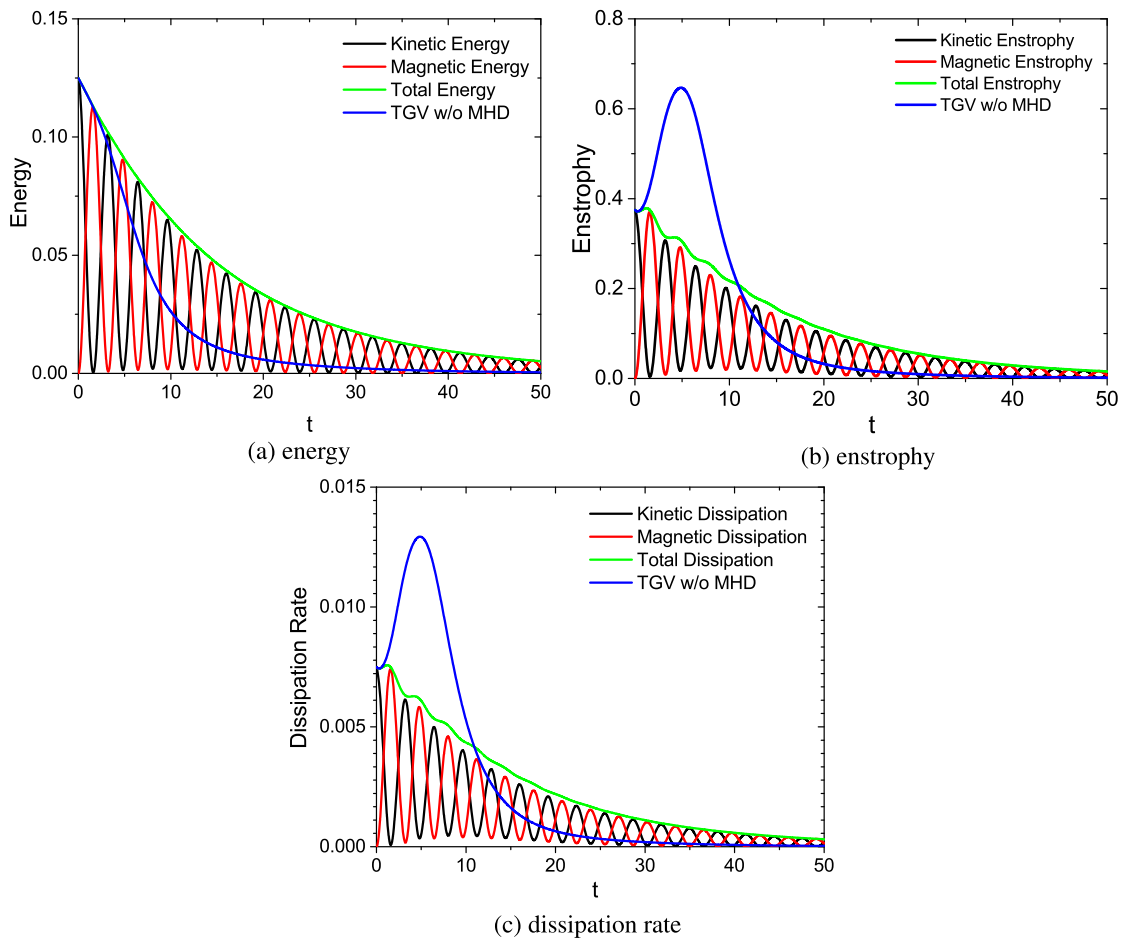 0.15
0.10
0.05
0.00
Energy
Kinetic Energy
Magnetic Energy
Total Energy
TGV w/o MHD
0 10 20 30 40 50
t
(a) energy
0.8
0.6
0.4
0.2
0.0
Enstrophy
Kinetic Enstrophy
Magnetic Enstrophy
Total Enstrophy
TGV w/o MHD
0 10 20 30 40 50
t
(b) enstrophy
0.015
0.010
0.005
0.000
Dissipation Rate
Kinetic Dissipation
Magnetic Dissipation
Total Dissipation
TGV w/o MHD
0 10 20 30 40 50
t
(c) dissipation rate